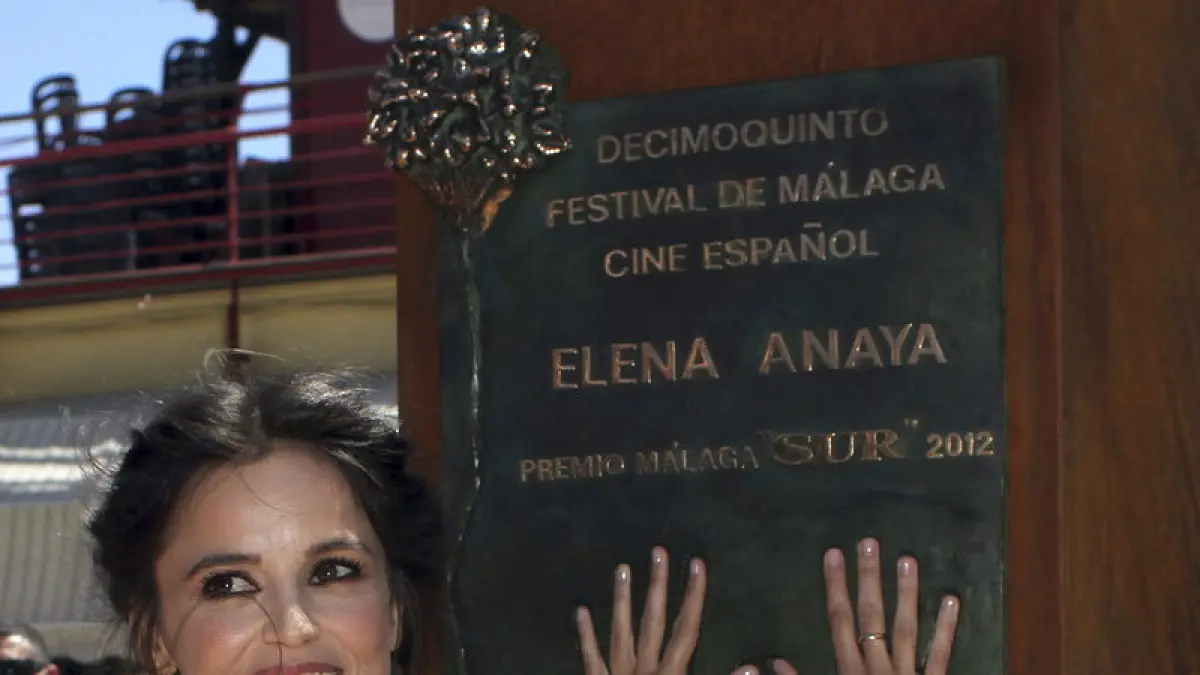 DECIMOQUINTO
FESTIVAL DE MÁLAGA
CINE ESPAÑOL
ELENA ANAYA
PREMIO MÁLAGA "SUR" 2012